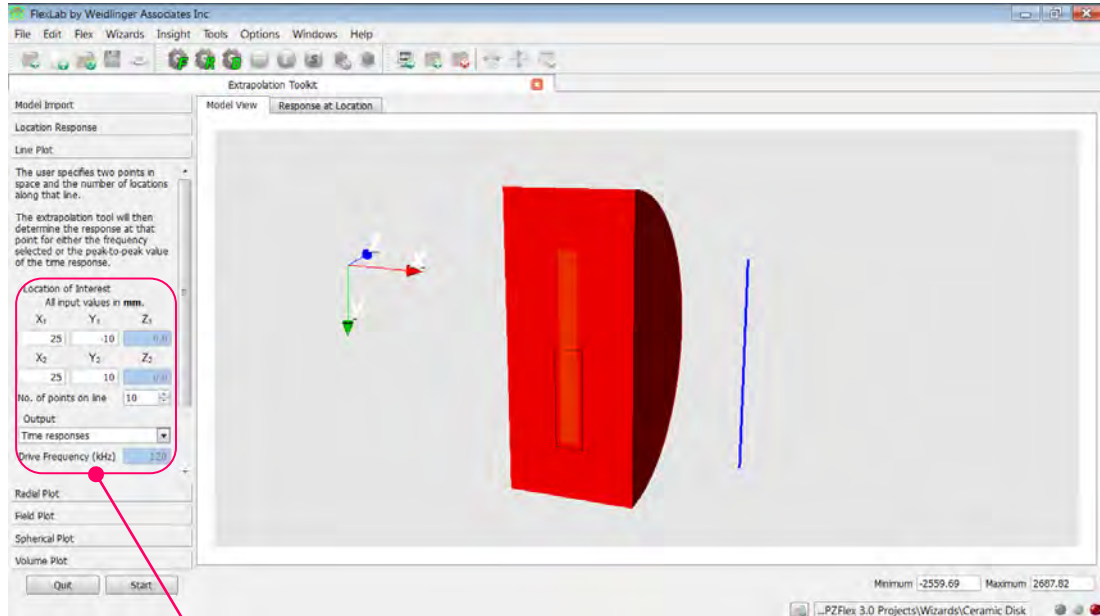 FlexLab by Weidlinger Associates Inc
File Edit Flex Wizards Insight Tools Options Windows Help
Extrapolation Toolkit
Model Import
Location Response
Line Plot
The user specifies two points in
space and the number of locations
along that line.
The extrapolation tool will then
determine the response at that
point for either the frequency
selected or the peak-to-peak value
of the time response.
Location of Interest
All input values in mm.
X₁ Y₁ Z₁
25 -10 0.0
X₂ Y₂ Z₂
25 10 0.0
No. of points on line 10
Output
Time responses
Drive Frequency (kHz) 120
Radial Plot
Field Plot
Spherical Plot
Volume Plot
Quit Start
Model View Response at Location
X
Y
Minimum -2559.69 Maximum 2687.82
...PZFlex 3.0 Projects\Wizards\Ceramic Disk